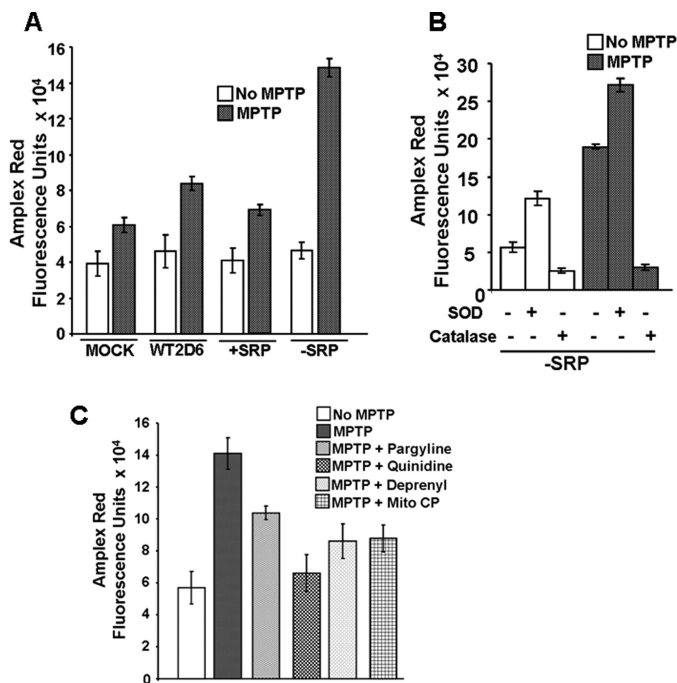 A
Amplex Red
Fluorescence Units x 10⁴
16
14
12
10
8
6
4
2
0
No MPTP
MPTP
MOCK
WT2D6
+SRP
-SRP
B
No MPTP
MPTP
Amplex Red
Fluorescence Units x 10⁴
30
25
20
15
10
5
0
SOD - + - - + -
Catalase - - + - - +
-SRP
C
Amplex Red
Fluorescence Units x 10⁴
16
14
12
10
8
6
4
2
0
No MPTP
MPTP
MPTP + Pargyline
MPTP + Quinidine
MPTP + Deprenyl
MPTP + Mito CP